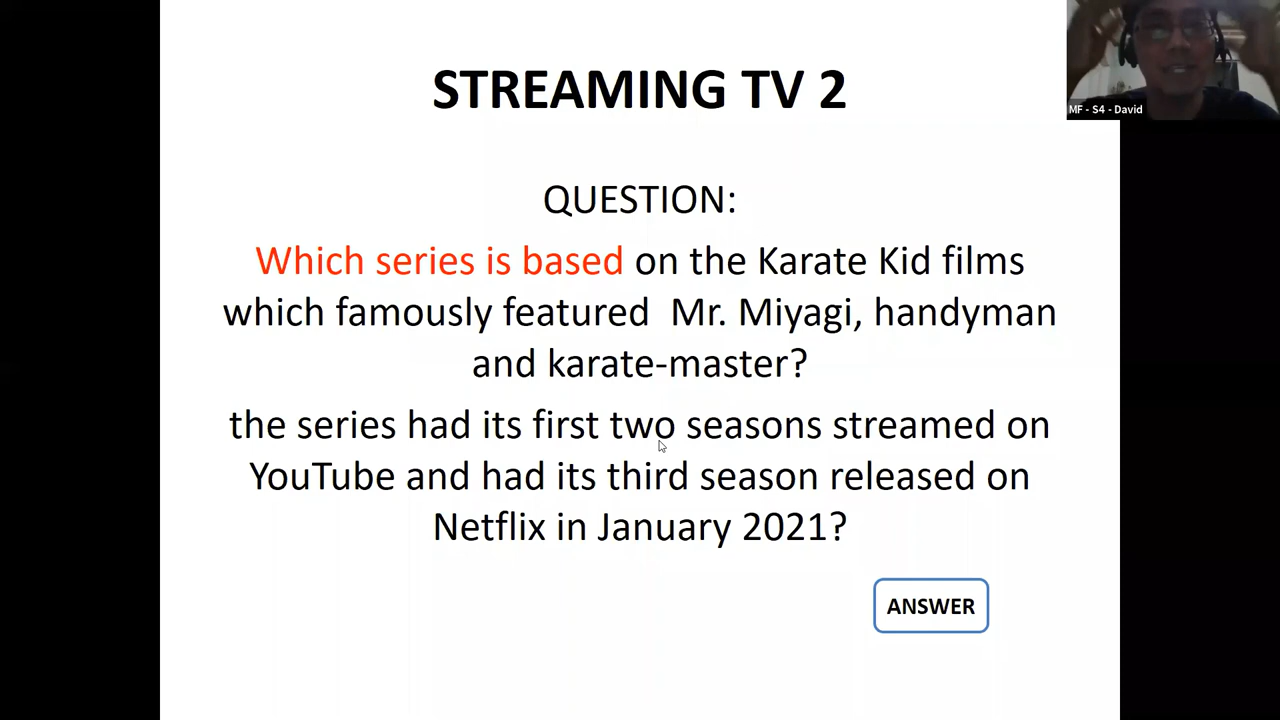 STREAMING TV 2
MF - S4 - David
QUESTION:
Which series is based on the Karate Kid films
which famously featured  Mr. Miyagi, handyman
and karate-master?
the series had its first two seasons streamed on
YouTube and had its third season released on
Netflix in January 2021?
ANSWER